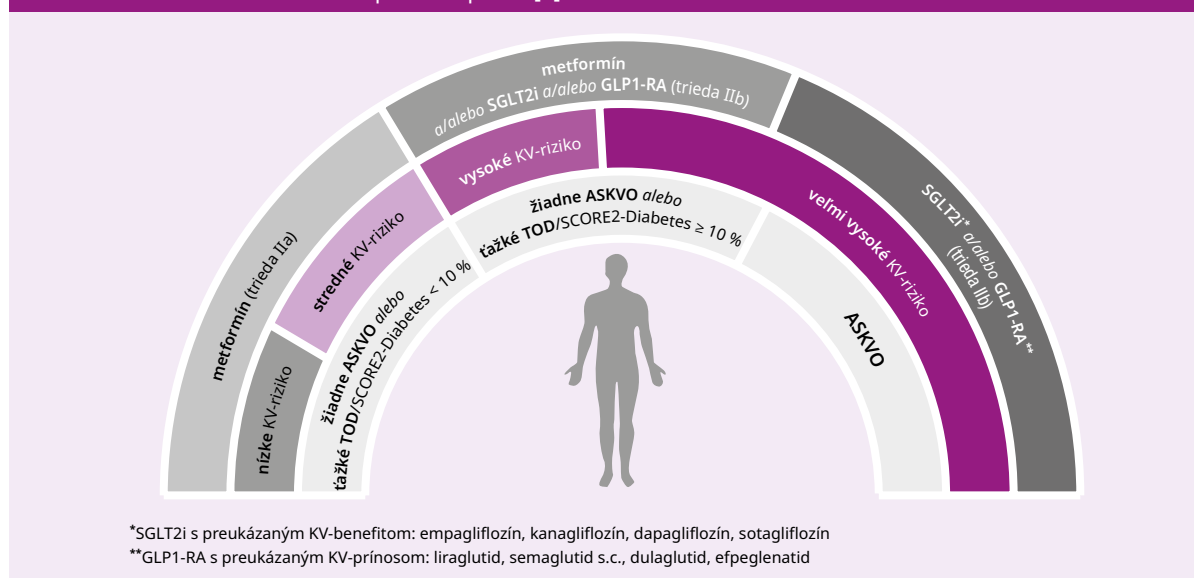 metformín
a/alebo SGLT2i a/alebo GLP1-RA (trieda IIb)
metformín (trieda IIa)
SGLT2i* a/alebo GLP1-RA**
(trieda IIb)
nízke KV-riziko
stredné KV-riziko
vysoké KV-riziko
veľmi vysoké KV-riziko
žiadne ASKVO alebo
ťažké TOD/SCORE2-Diabetes < 10 %
žiadne ASKVO alebo
ťažké TOD/SCORE2-Diabetes ≥ 10 %
ASKVO
*SGLT2i s preukázaným KV-benefitom: empagliflozín, kanagliflozín, dapagliflozín, sotagliflozín
**GLP1-RA s preukázaným KV-prínosom: liraglutid, semaglutid s.c., dulaglutid, efpeglenatid